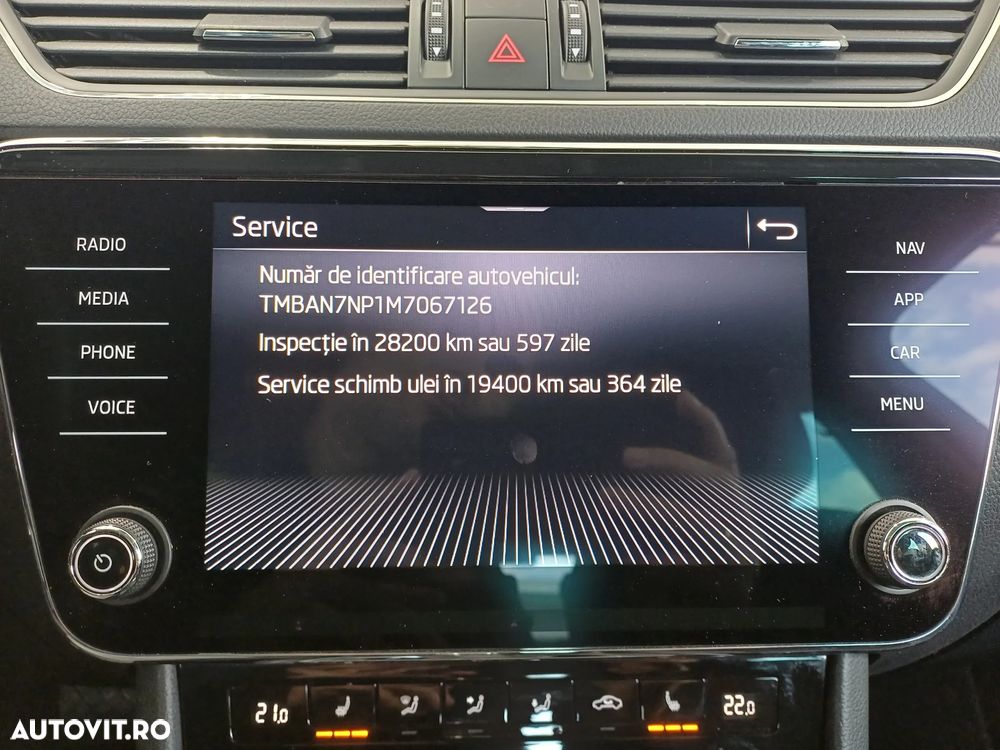 Service
RADIO
MEDIA
PHONE
VOICE
Număr de identificare autovehicul:
TMBAN7NP1M7067126
Inspecție în 28200 km sau 597 zile
Service schimb ulei în 19400 km sau 364 zile
NAV
APP
CAR
MENU
21,0
22,0
AUTOVIT.RO